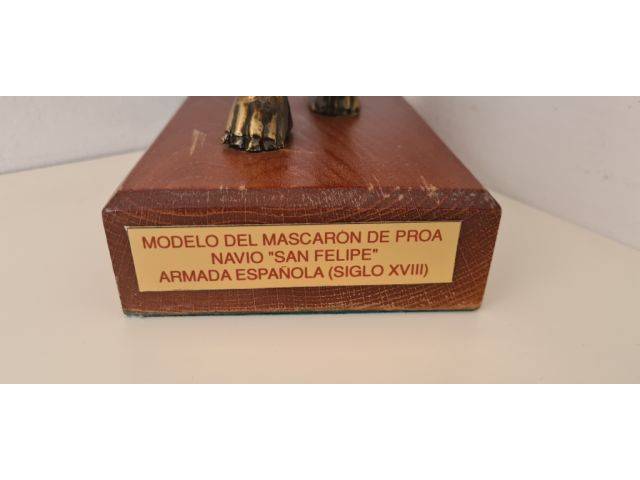 MODELO DEL MASCARÓN DE PROA
NAVIO "SAN FELIPE"
ARMADA ESPAÑOLA (SIGLO XVIII)